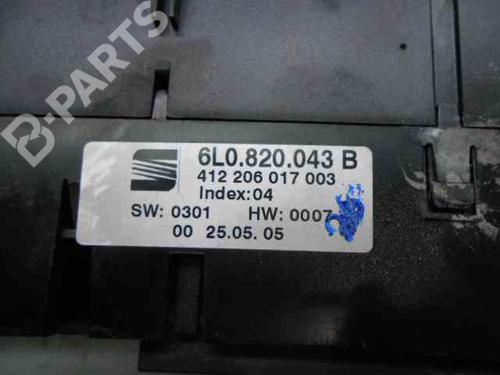 B-PARTS
6L0.820.043 B
412 206 017 003
Index:04
SW: 0301 HW: 0007
00 25.05. 05